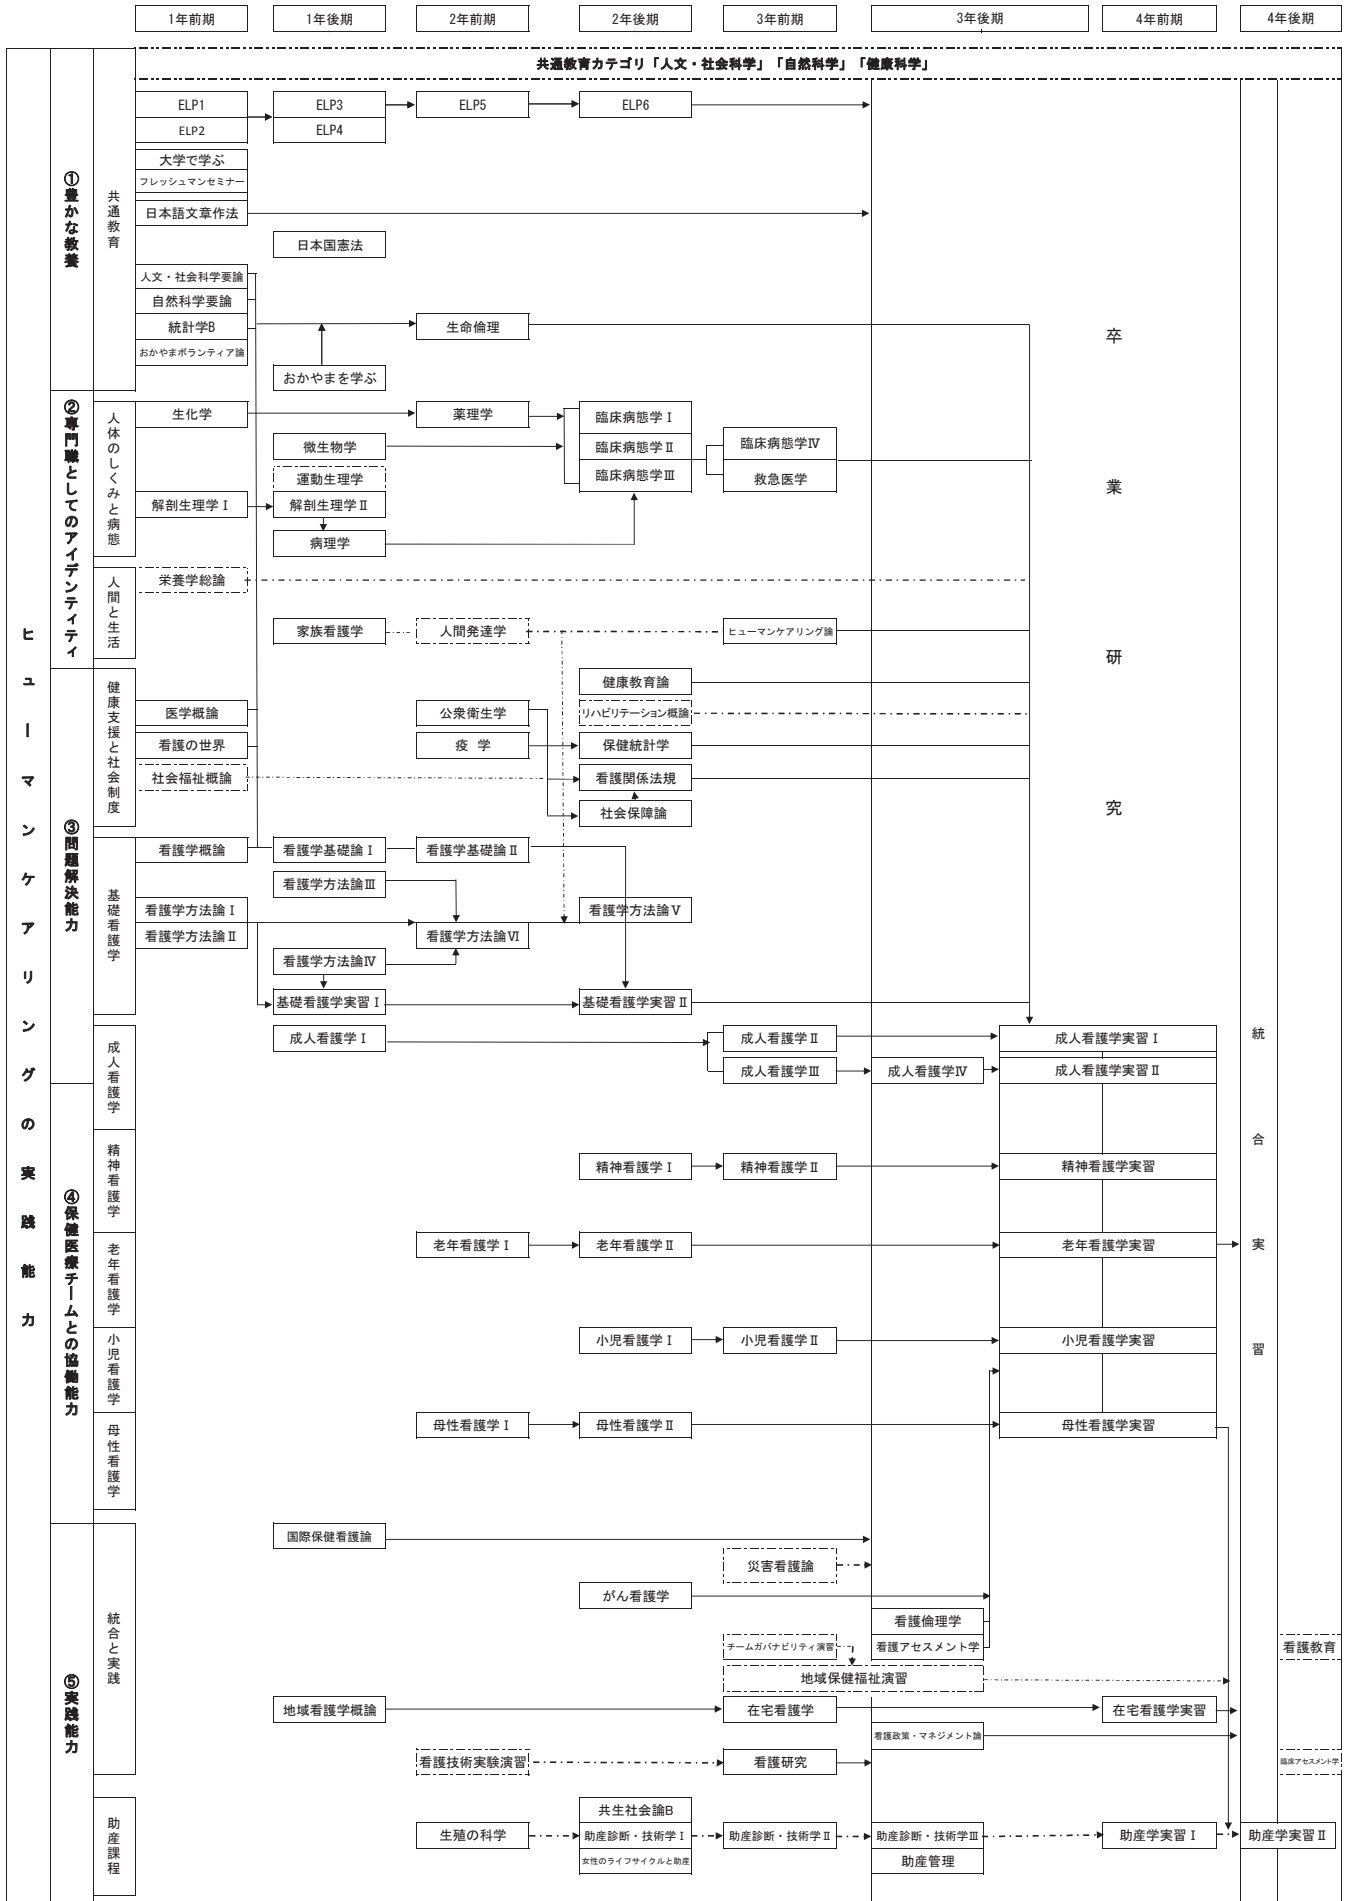 1年前期
1年後期
2年前期
2年後期
3年前期
3年後期
4年前期
4年後期
共通教育カテゴリ「人文・社会科学」「自然科学」「健康科学」
ヒューマンケアリングの実践能力
①豊かな教養
②専門職としてのアイデンティティ
③問題解決能力
④保健医療チームとの協働能力
⑤実践能力
共通教育
ELP1
ELP3
ELP5
ELP6
ELP2
ELP4
大学で学ぶ
フレッシュマンセミナー
日本語文章作法
日本国憲法
人文・社会科学要論
自然科学要論
統計学B
生命倫理
おかやまボランティア論
おかやまを学ぶ
卒業研究
人体のしくみと病態
生化学
薬理学
臨床病態学Ⅰ
微生物学
臨床病態学Ⅱ
臨床病態学Ⅳ
運動生理学
臨床病態学Ⅲ
救急医学
解剖生理学Ⅰ
解剖生理学Ⅱ
病理学
人間と生活
栄養学総論
家族看護学
人間発達学
ヒューマンケアリング論
健康支援と社会制度
健康教育論
医学概論
公衆衛生学
リハビリテーション概論
看護の世界
疫 学
保健統計学
社会福祉概論
看護関係法規
社会保障論
基礎看護学
看護学概論
看護学基礎論Ⅰ
看護学基礎論Ⅱ
看護学方法論Ⅲ
看護学方法論Ⅰ
看護学方法論Ⅴ
看護学方法論Ⅱ
看護学方法論Ⅵ
看護学方法論Ⅳ
基礎看護学実習Ⅰ
基礎看護学実習Ⅱ
成人看護学
成人看護学Ⅰ
成人看護学Ⅱ
成人看護学実習Ⅰ
成人看護学Ⅲ
成人看護学Ⅳ
成人看護学実習Ⅱ
統合実習
精神看護学
精神看護学Ⅰ
精神看護学Ⅱ
精神看護学実習
老年看護学
老年看護学Ⅰ
老年看護学Ⅱ
老年看護学実習
小児看護学
小児看護学Ⅰ
小児看護学Ⅱ
小児看護学実習
母性看護学
母性看護学Ⅰ
母性看護学Ⅱ
母性看護学実習
統合と実践
国際保健看護論
災害看護論
がん看護学
看護倫理学
チームガバナビリティ演習
看護アセスメント学
看護教育
地域保健福祉演習
地域看護学概論
在宅看護学
在宅看護学実習
看護政策・マネジメント論
看護技術実験演習
看護研究
臨床アセスメント学
助産課程
共生社会論B
生殖の科学
助産診断・技術学Ⅰ
助産診断・技術学Ⅱ
助産診断・技術学Ⅲ
助産学実習Ⅰ
助産学実習Ⅱ
女性のライフサイクルと助産
助産管理